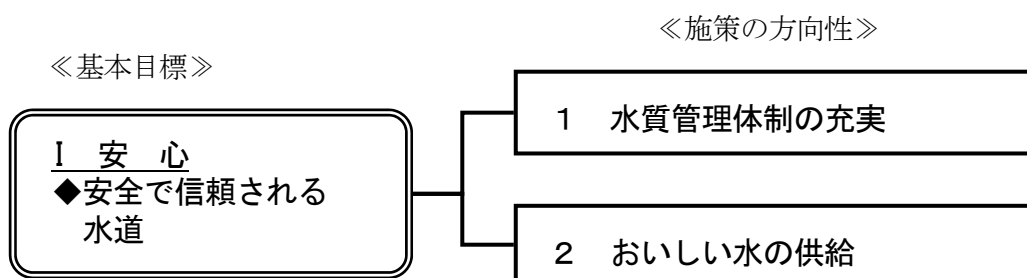 ≪施策の方向性≫
≪基本目標≫
1 水質管理体制の充実
Ⅰ 安 心
◆安全で信頼される
水道
2 おいしい水の供給